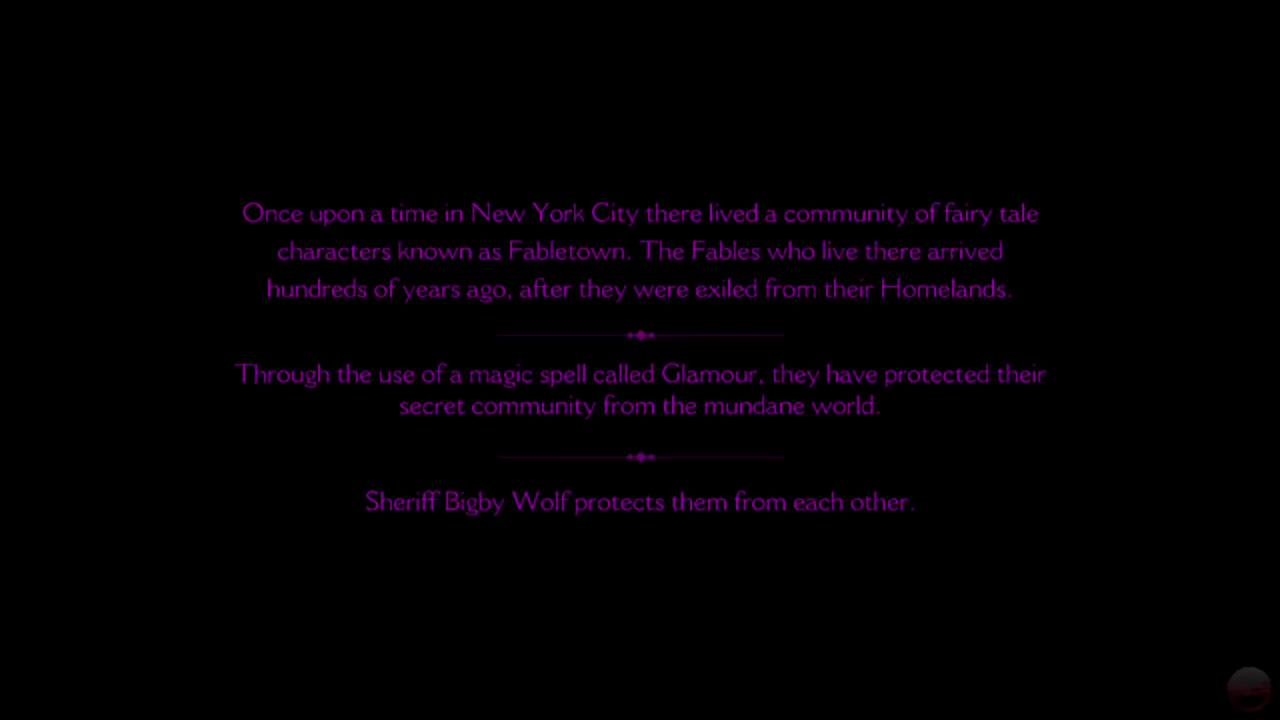 Once upon a time in New York City there lived a community of fairy tale
characters known as Fabletown. The Fables who live there arrived
hundreds of years ago, after they were exiled from their Homelands.
Through the use of a magic spell called Glamour, they have protected their
secret community from the mundane world.
Sheriff Bigby Wolf protects them from each other.